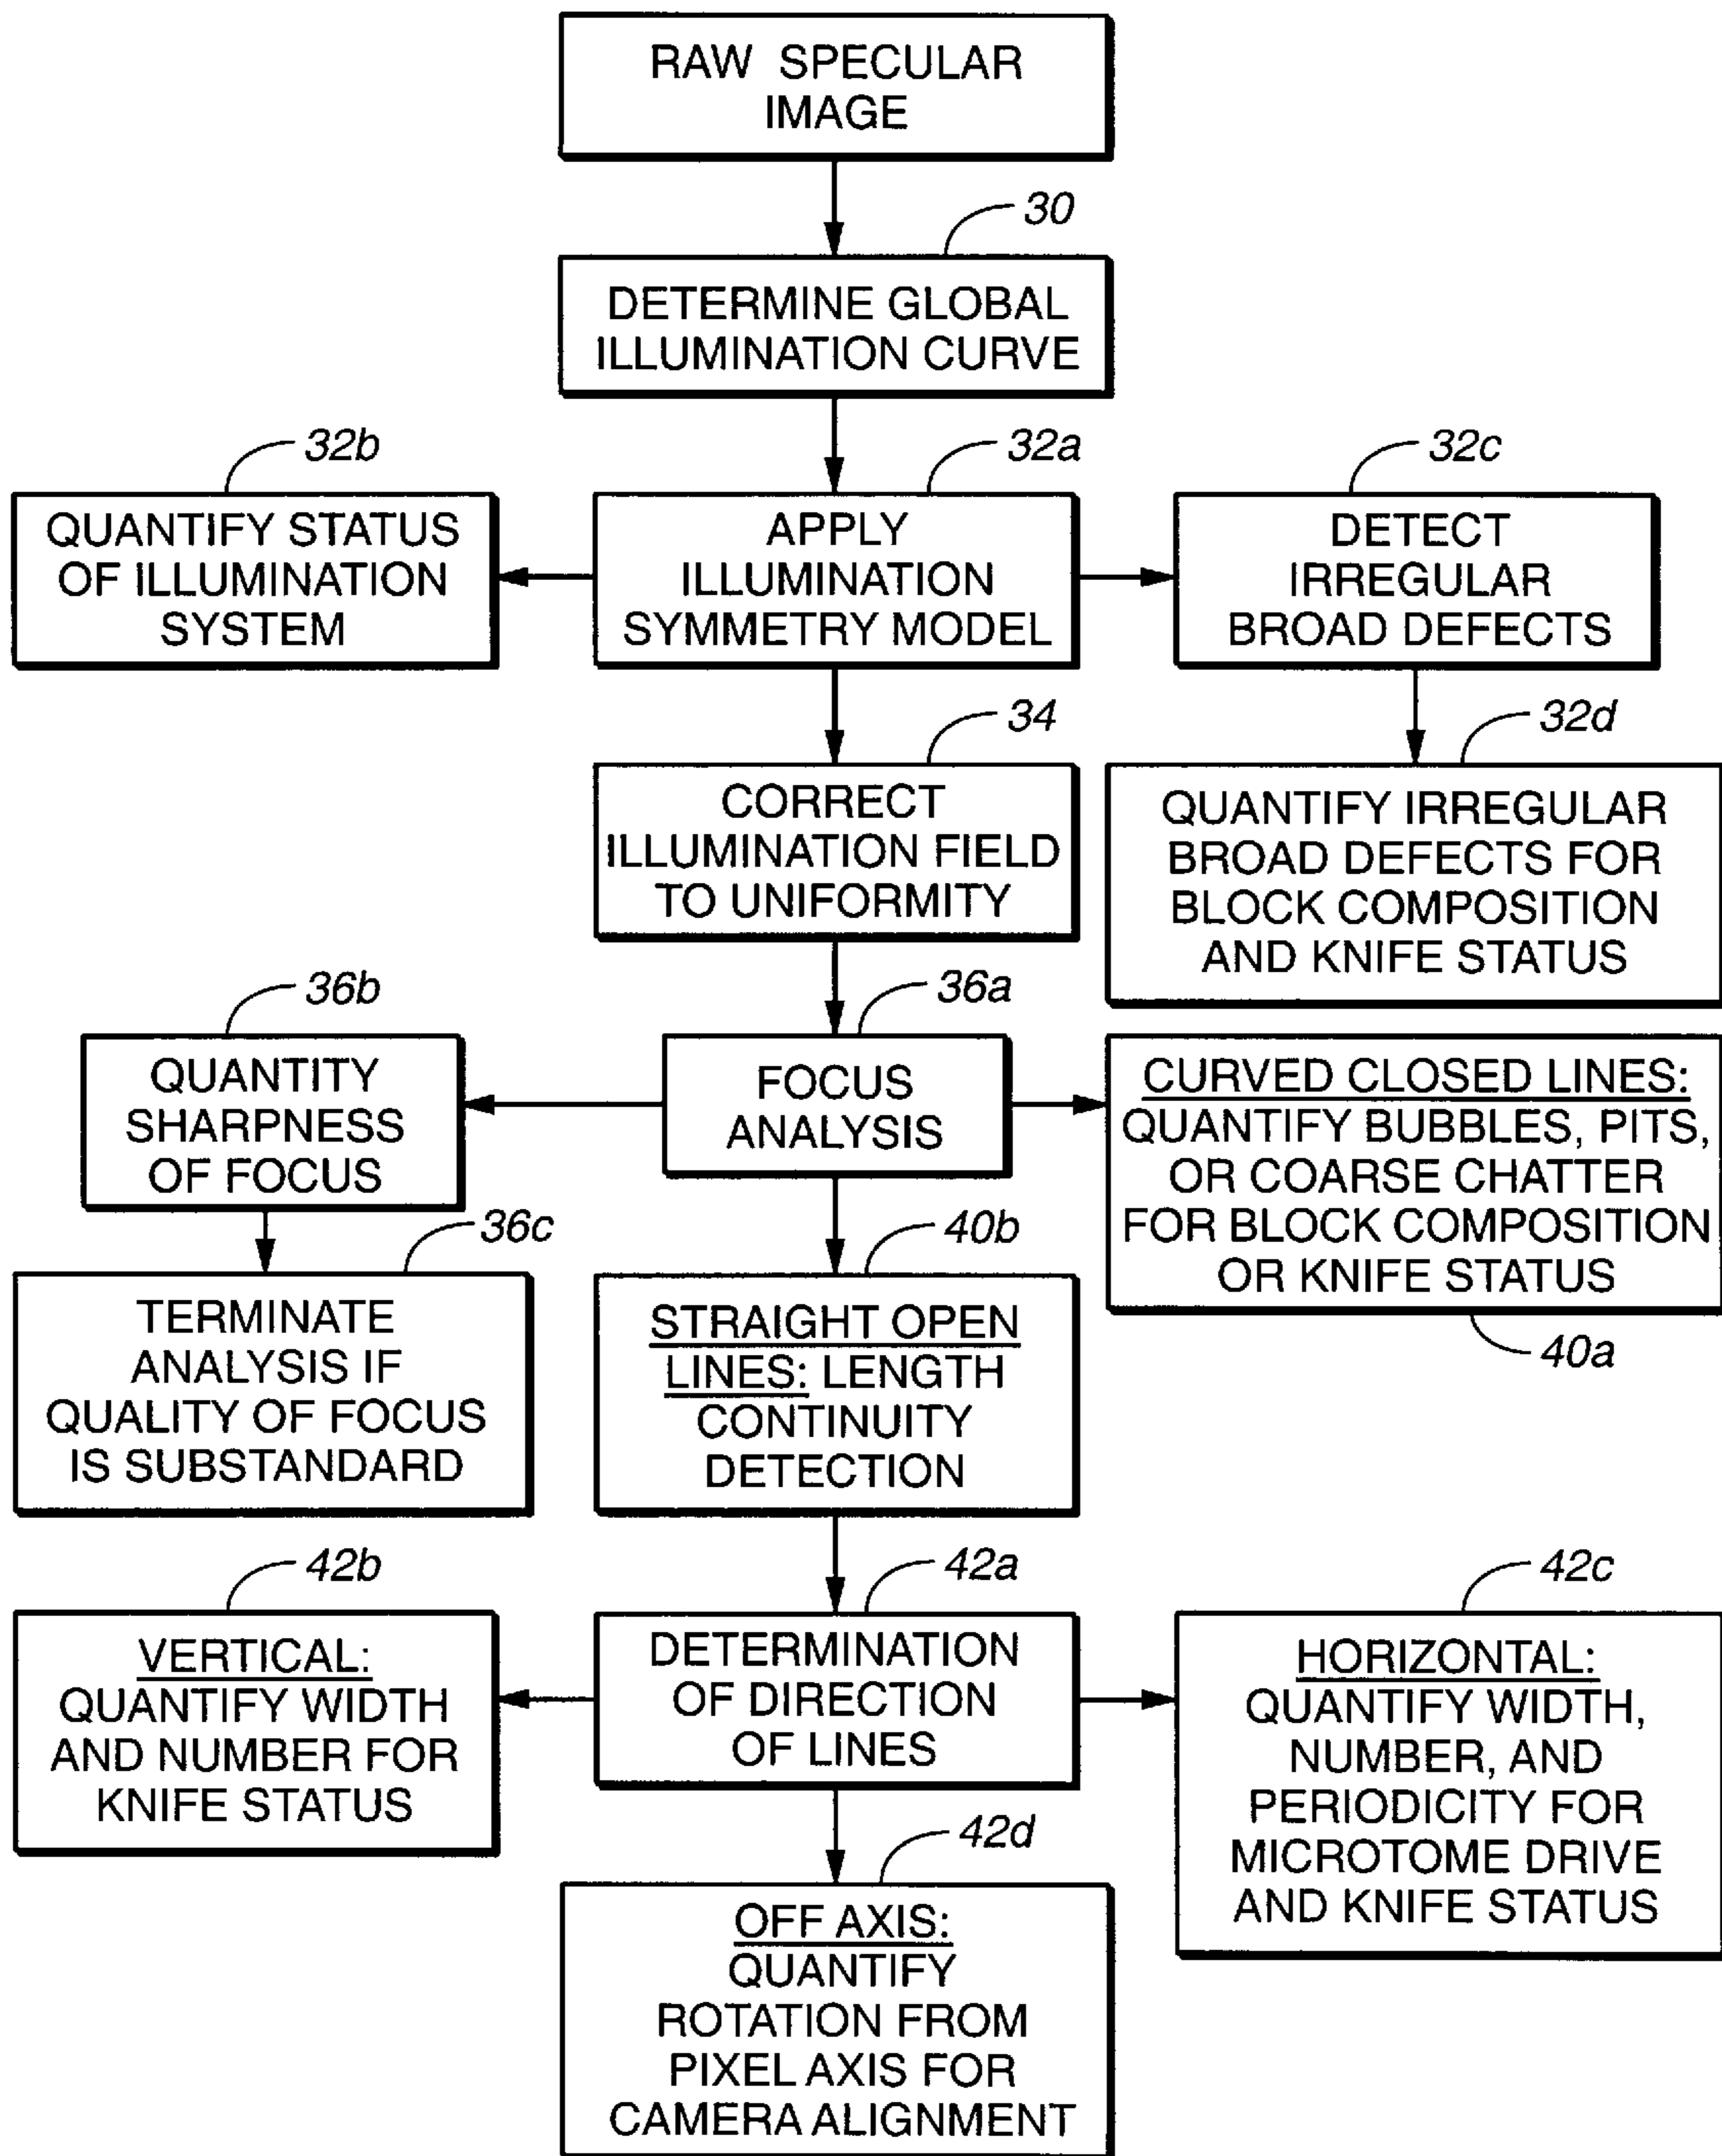 RAW SPECULAR
IMAGE
30
DETERMINE GLOBAL
ILLUMINATION CURVE
32b
QUANTIFY STATUS
OF ILLUMINATION
SYSTEM
32a
APPLY
ILLUMINATION
SYMMETRY MODEL
32c
DETECT
IRREGULAR
BROAD DEFECTS
34
CORRECT
ILLUMINATION FIELD
TO UNIFORMITY
32d
QUANTIFY IRREGULAR
BROAD DEFECTS FOR
BLOCK COMPOSITION
AND KNIFE STATUS
36b
QUANTITY
SHARPNESS
OF FOCUS
36a
FOCUS
ANALYSIS
CURVED CLOSED LINES:
QUANTIFY BUBBLES, PITS,
OR COARSE CHATTER
FOR BLOCK COMPOSITION
OR KNIFE STATUS
40a
36c
TERMINATE
ANALYSIS IF
QUALITY OF FOCUS
IS SUBSTANDARD
40b
STRAIGHT OPEN
LINES: LENGTH
CONTINUITY
DETECTION
42b
VERTICAL:
QUANTIFY WIDTH
AND NUMBER FOR
KNIFE STATUS
42a
DETERMINATION
OF DIRECTION
OF LINES
42c
HORIZONTAL:
QUANTIFY WIDTH,
NUMBER, AND
PERIODICITY FOR
MICROTOME DRIVE
AND KNIFE STATUS
42d
OFF AXIS:
QUANTIFY
ROTATION FROM
PIXEL AXIS FOR
CAMERA ALIGNMENT